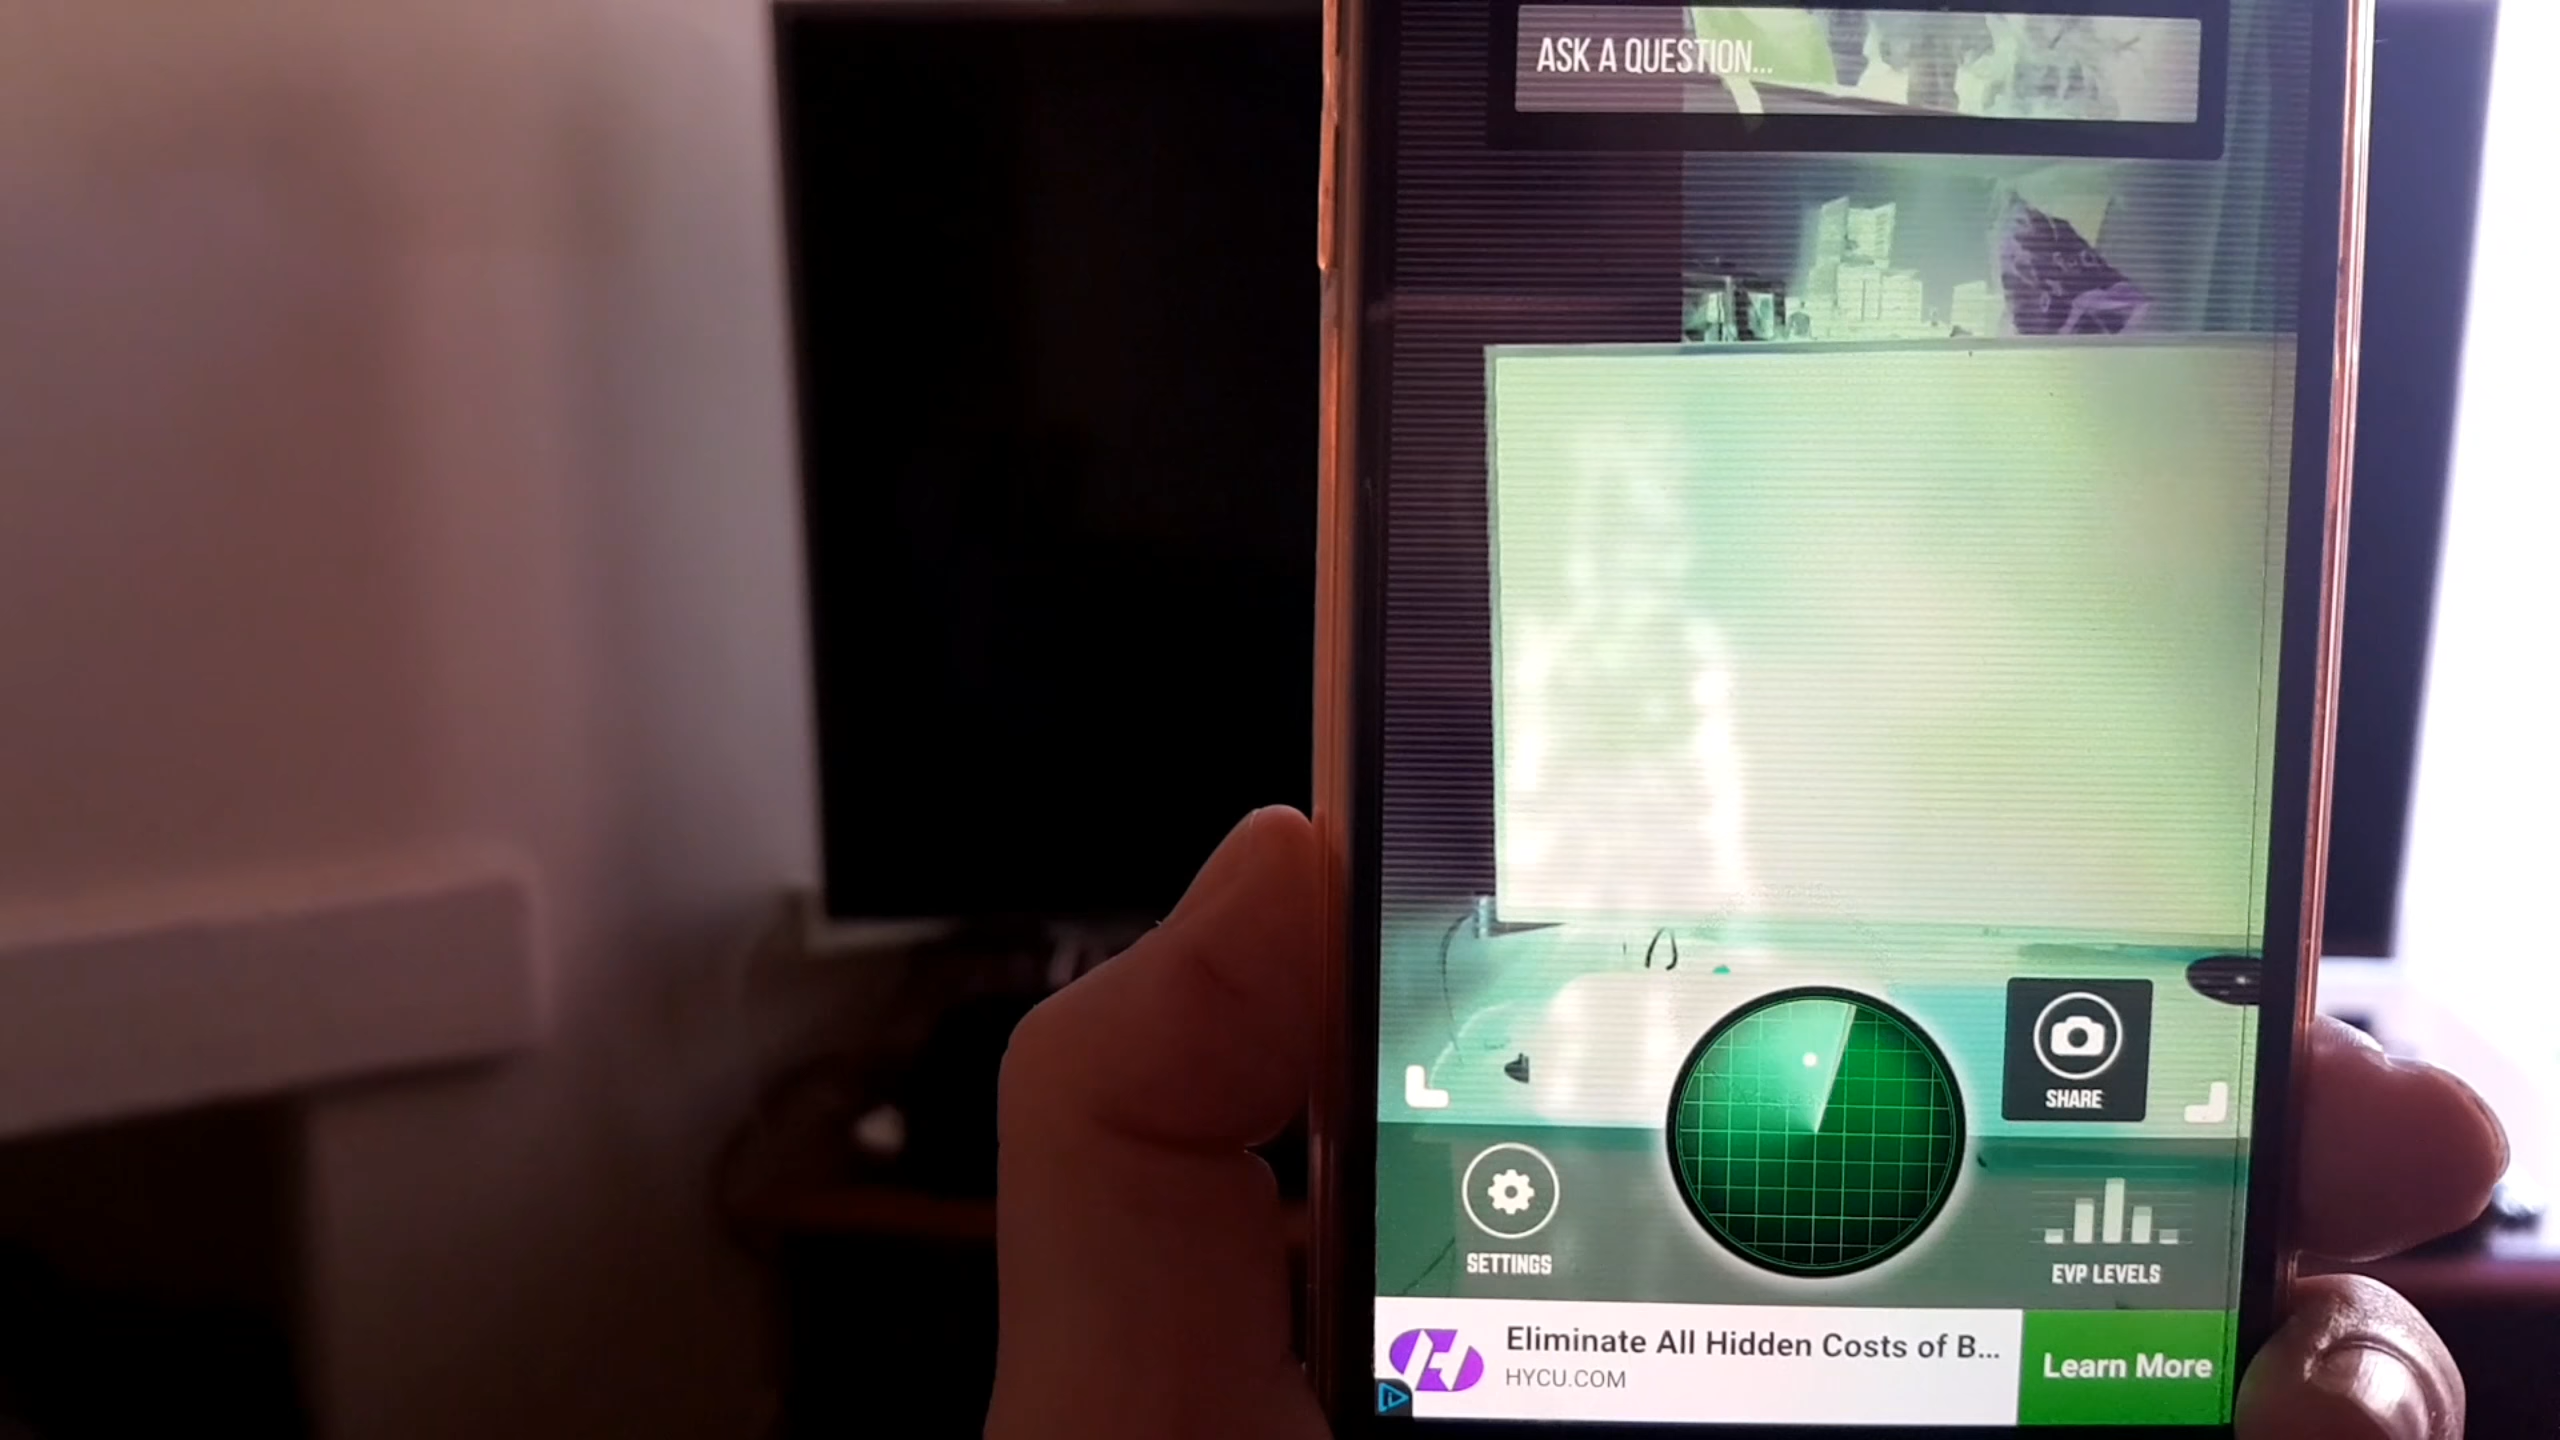 ASK A QUESTION...
SHARE
SETTINGS
EVP LEVELS
Eliminate All Hidden Costs of B...
HYCU.COM
Learn More